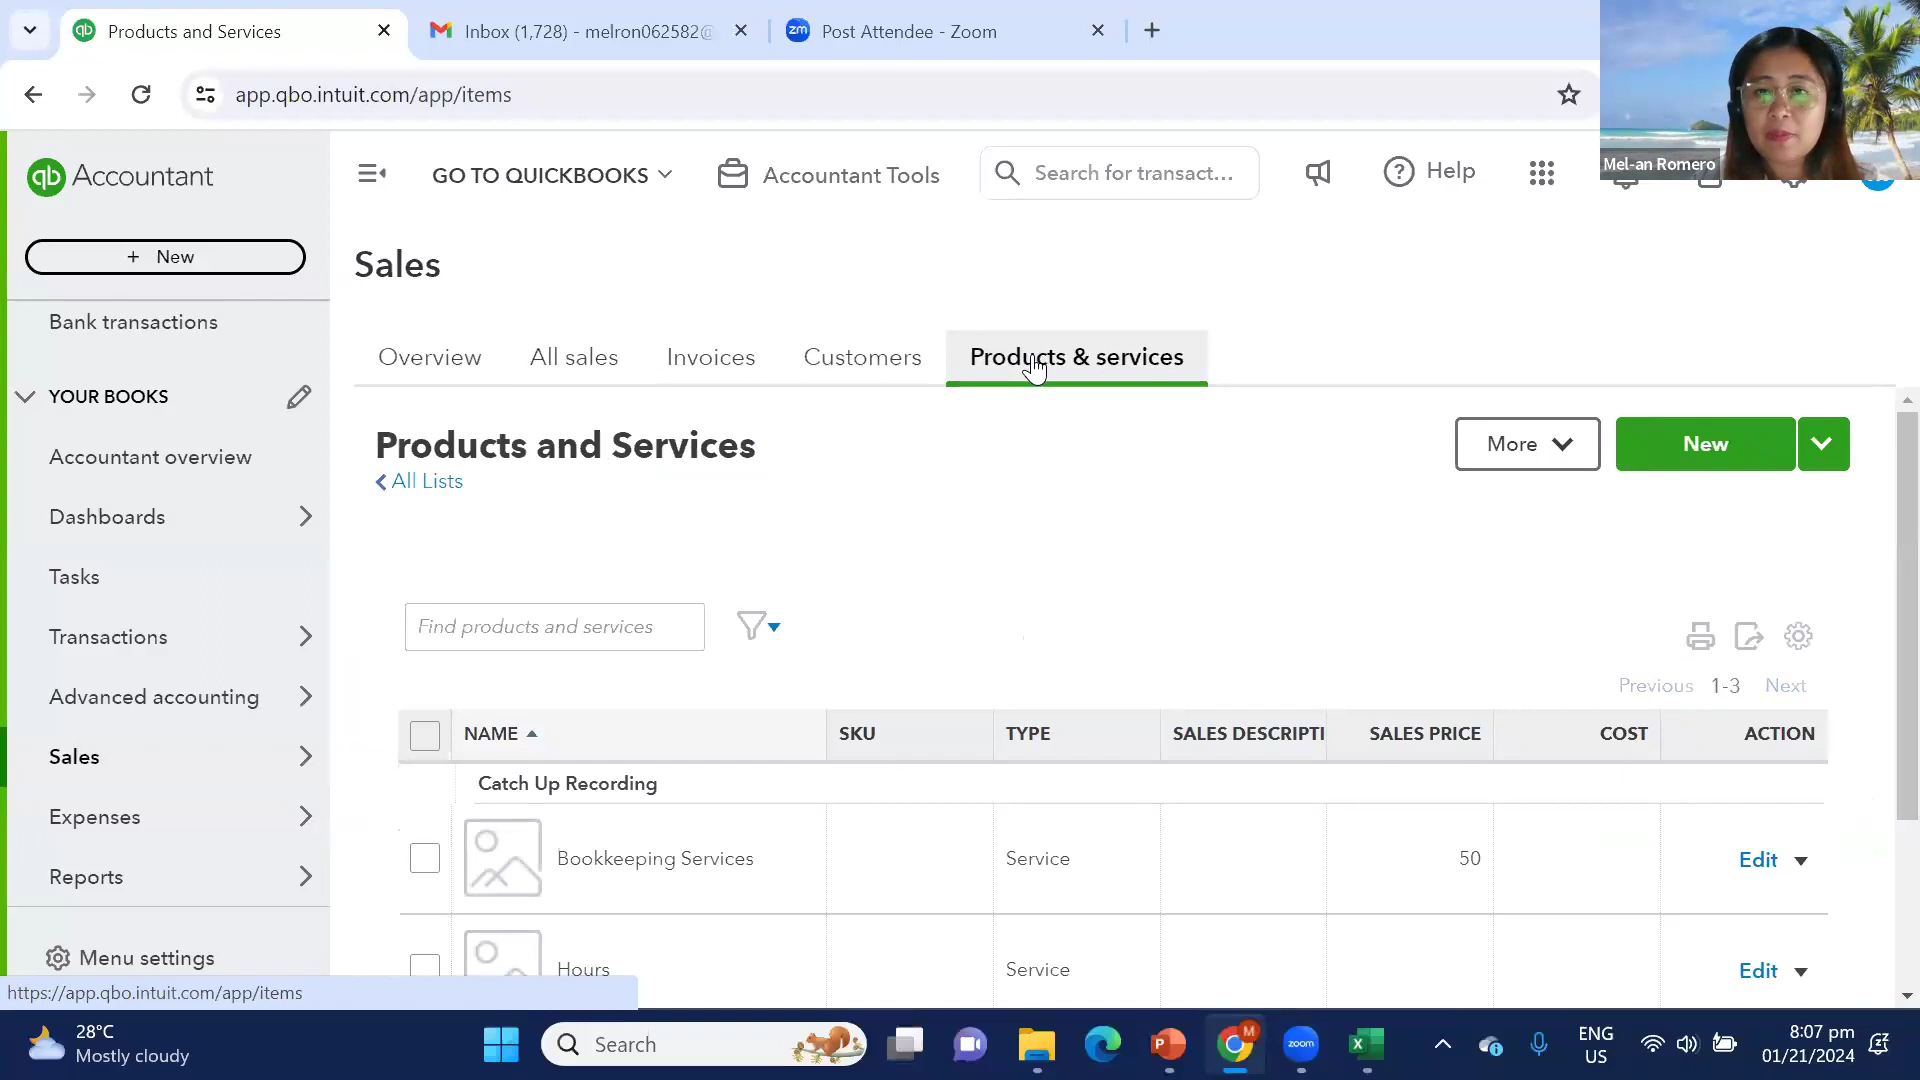 Products and Services
Inbox (1,728) - melron062582@
zm
Post Attendee - Zoom
app.qbo.intuit.com/app/items
Mel-an Romero
qb Accountant
GO TO QUICKBOOKS
Accountant Tools
Search for transact...
Help
+ New
Bank transactions
YOUR BOOKS
Accountant overview
Dashboards
Tasks
Transactions
Advanced accounting
Sales
Expenses
Reports
Menu settings
https://app.qbo.intuit.com/app/items
Sales
Overview
All sales
Invoices
Customers
Products & services
Products and Services
All Lists
More
New
Find products and services
Previous 1-3 Next
NAME SKU TYPE SALES DESCRIPTI SALES PRICE COST ACTION
Catch Up Recording
Bookkeeping Services Service 50 Edit
Hours Service Edit
28°C
Mostly cloudy
Search
P
M
zoom
X
ENG
US
8:07 pm
01/21/2024